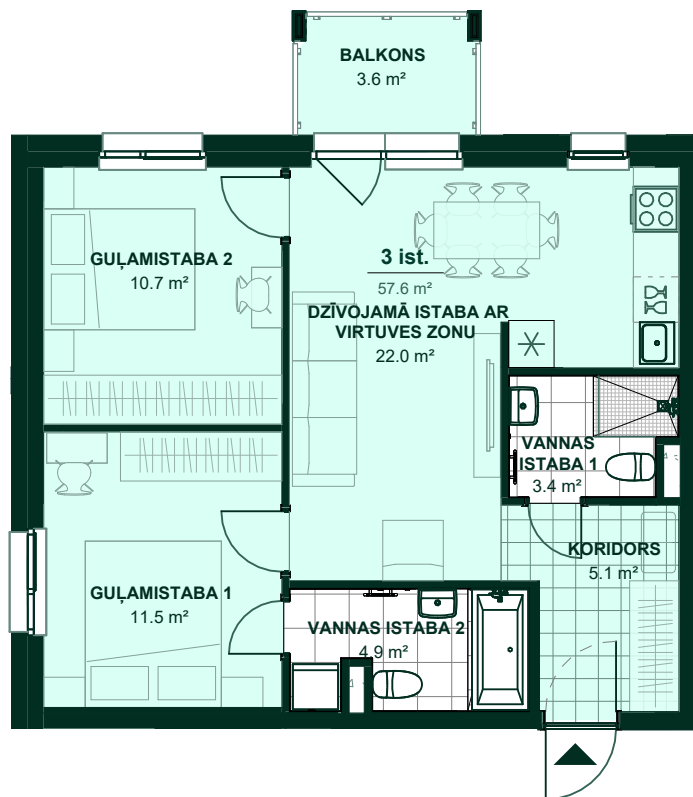 BALKONS
3.6 m²
GUĻAMISTABA 2
10.7 m²
3 ist.
57.6 m²
DZĪVOJAMĀ ISTABA AR
VIRTUVES ZONU
22.0 m²
VANNAS
ISTABA 1
3.4 m²
KORIDORS
5.1 m²
GUĻAMISTABA 1
11.5 m²
VANNAS ISTABA 2
4.9 m²